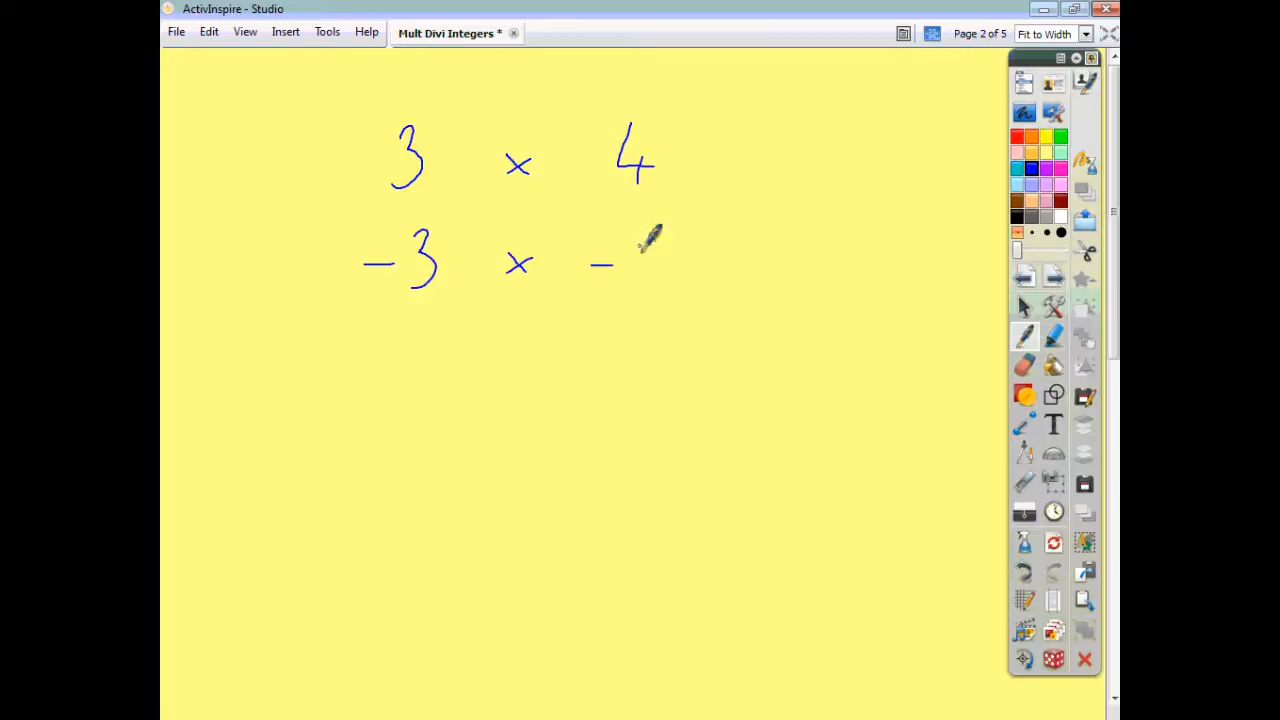 ActivInspire - Studio
File Edit View Insert Tools Help Mult Divi Integers * Page 2 of 5 Fit to Width
3 × 4
-3 × -